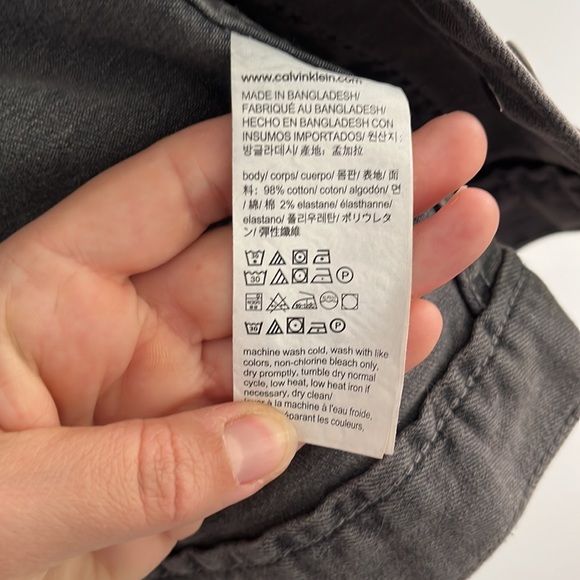 www.calvinklein.com
MADE IN BANGLADESH/
FABRIQUÉ AU BANGLADESH/
HECHO EN BANGLADESH CON
INSUMOS IMPORTADOS/ 원산지:
방글라데시/ 產地: 孟加拉
body/ corps/ cuerpo/ 몸판/ 表地/ 面
料: 98% cotton/ coton/ algodón/ 면
/ 綿/ 棉 2% elastane/ élasthanne/
elastano/ 폴리우레탄/ ポリウレタ
ン/ 彈性纖維
30
P
30 P
machine wash cold, wash with like
colors, non-chlorine bleach only,
dry promptly, tumble dry normal
cycle, low heat, low heat iron if
necessary, dry clean/
à la machine à l'eau froide,
séparant les couleurs,